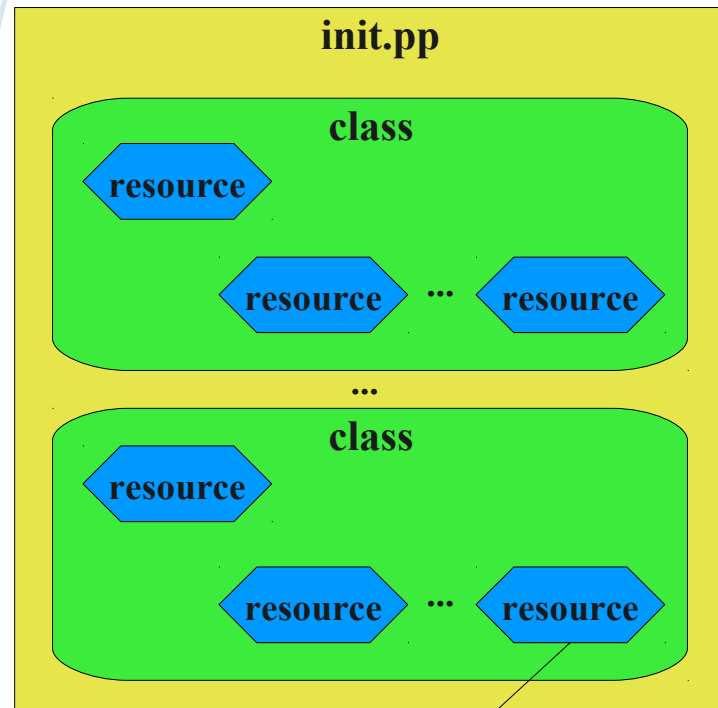 init.pp
class
resource
resource ... resource
...
class
resource
resource ... resource